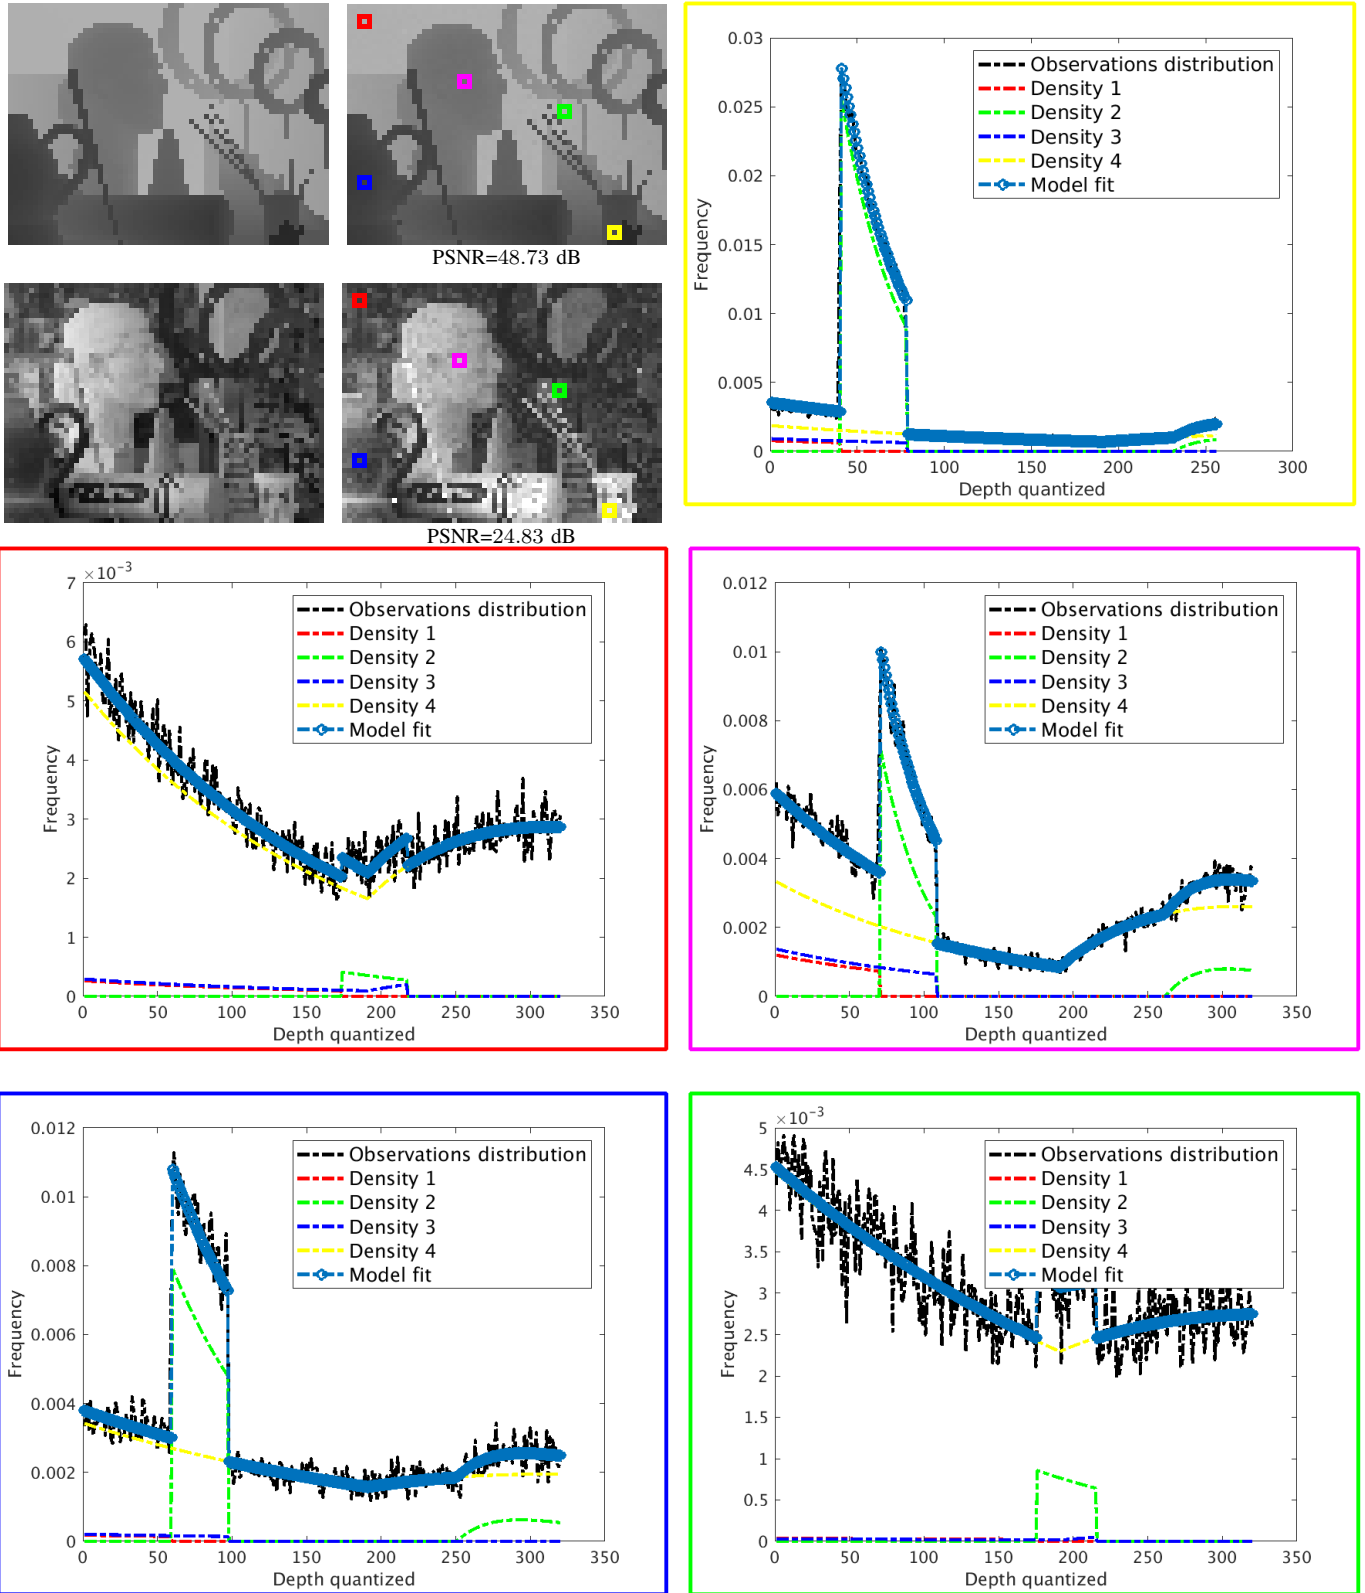 PSNR=48.73 dB
PSNR=24.83 dB
0.03
0.025
0.02
0.015
0.01
0.005
0
Frequency
0 50 100 150 200 250 300
Depth quantized
Observations distribution
Density 1
Density 2
Density 3
Density 4
Model fit
×10⁻³
7
6
5
4
3
2
1
0
Frequency
0 50 100 150 200 250 300 350
Depth quantized
Observations distribution
Density 1
Density 2
Density 3
Density 4
Model fit
0.012
0.01
0.008
0.006
0.004
0.002
0
Frequency
0 50 100 150 200 250 300 350
Depth quantized
Observations distribution
Density 1
Density 2
Density 3
Density 4
Model fit
0.012
0.01
0.008
0.006
0.004
0.002
0
Frequency
0 50 100 150 200 250 300 350
Depth quantized
Observations distribution
Density 1
Density 2
Density 3
Density 4
Model fit
×10⁻³
5
4.5
4
3.5
3
2.5
2
1.5
1
0.5
0
Frequency
0 50 100 150 200 250 300 350
Depth quantized
Observations distribution
Density 1
Density 2
Density 3
Density 4
Model fit